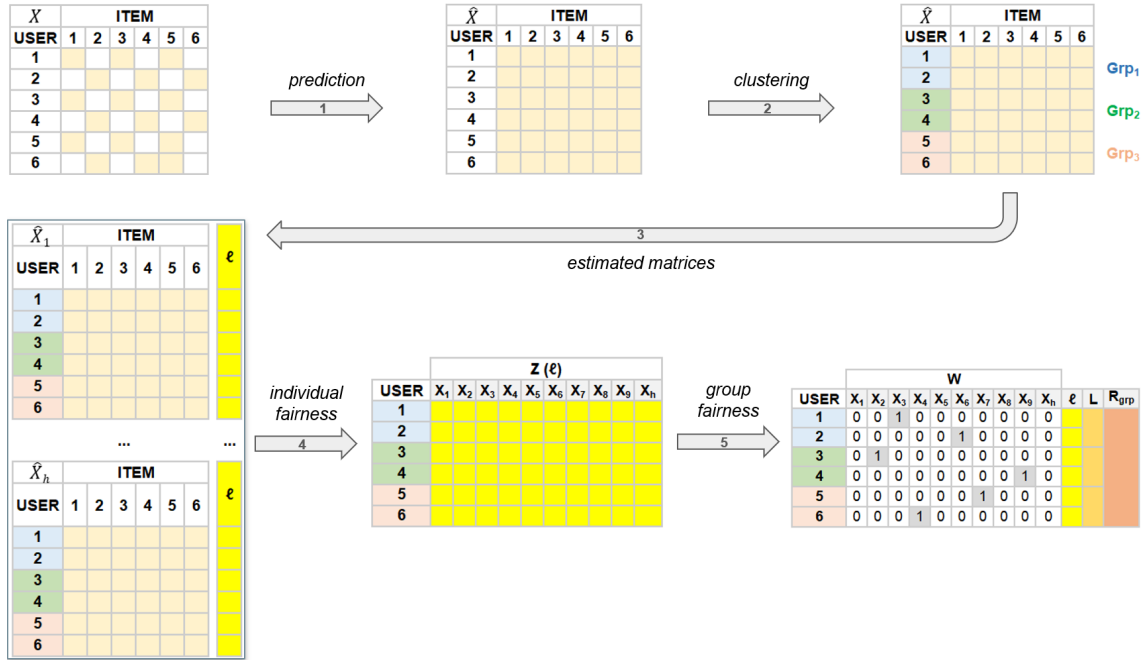 X ITEM
USER 1 2 3 4 5 6
1
2
3
4
5
6
prediction
1
X̂ ITEM
USER 1 2 3 4 5 6
1
2
3
4
5
6
clustering
2
X̂ ITEM
USER 1 2 3 4 5 6
1
2
3
4
5
6
Grp₁
Grp₂
Grp₃
3
estimated matrices
X̂₁ ITEM ℓ
USER 1 2 3 4 5 6
1
2
3
4
5
6
... ...
X̂ₕ ITEM ℓ
USER 1 2 3 4 5 6
1
2
3
4
5
6
individual
fairness
4
Z (ℓ)
USER X₁ X₂ X₃ X₄ X₅ X₆ X₇ X₈ X₉ Xₕ
1
2
3
4
5
6
group
fairness
5
W
USER X₁ X₂ X₃ X₄ X₅ X₆ X₇ X₈ X₉ Xₕ ℓ L R_grp
1 0 0 1 0 0 0 0 0 0 0
2 0 0 0 0 0 1 0 0 0 0
3 0 1 0 0 0 0 0 0 0 0
4 0 0 0 0 0 0 0 0 1 0
5 0 0 0 0 0 0 1 0 0 0
6 0 0 0 1 0 0 0 0 0 0